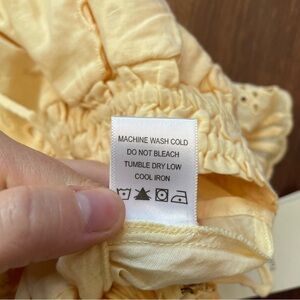 MACHINE WASH COLD
DO NOT BLEACH
TUMBLE DRY LOW
COOL IRON